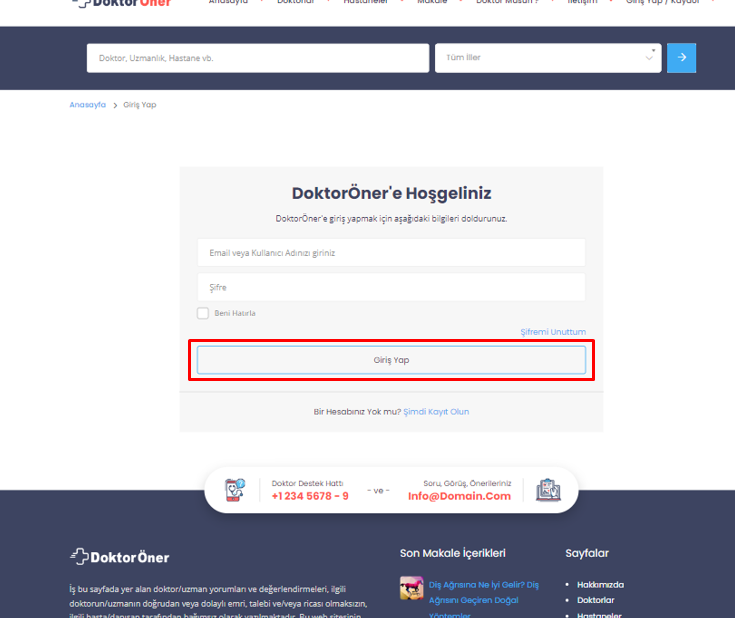 DoktorÖner Anasayfa Doktorlar Hastaneler Makale Doktor Musun? İletişim Giriş Yap / Kaydol
Doktor, Uzmanlık, Hastane vb. Tüm İller
Anasayfa > Giriş Yap
DoktorÖner'e Hoşgeliniz
DoktorÖner'e giriş yapmak için aşağıdaki bilgileri doldurunuz.
Email veya Kullanıcı Adınızı giriniz
Şifre
Beni Hatırla
Şifremi Unuttum
Giriş Yap
Bir Hesabınız Yok mu? Şimdi Kayıt Olun
Doktor Destek Hattı
+1 234 5678 - 9
- ve -
Soru, Görüş, Önerileriniz
Info@Domain.Com
DoktorÖner
İş bu sayfada yer alan doktor/uzman yorumları ve değerlendirmeleri, ilgili
doktorun/uzmanın doğrudan veya dolaylı emri, talebi ve/veya ricası olmaksızın,
ilgili hasta/danışan tarafından bağımsız olarak yazılmaktadır. Bu web sitesinin
Son Makale İçerikleri
Diş Ağrısına Ne İyi Gelir? Diş
Ağrısını Geçiren Doğal
Yöntemler
Sayfalar
Hakkımızda
Doktorlar
Hastaneler